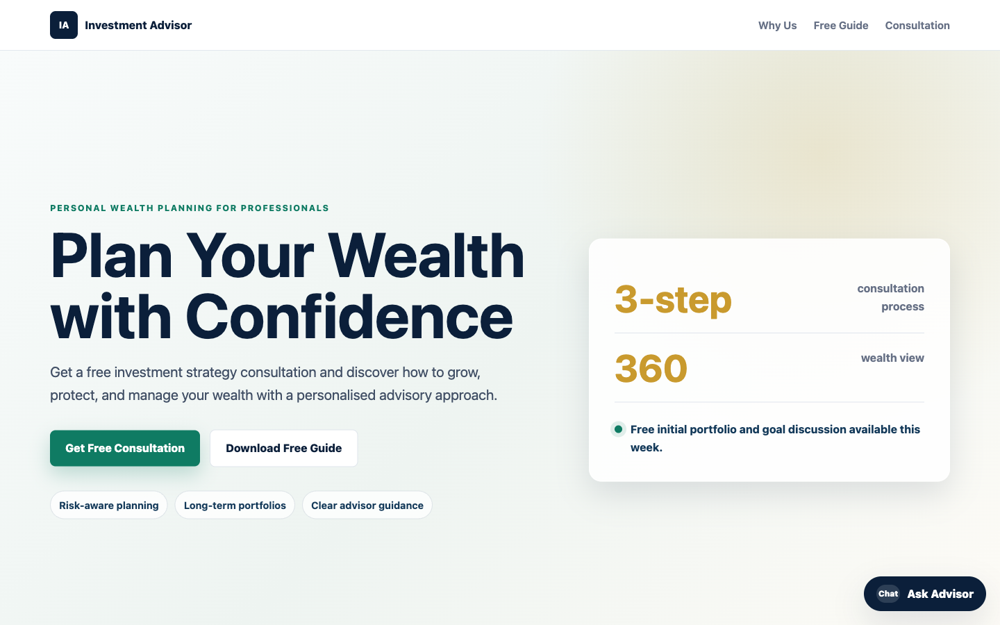 IA
Investment Advisor
Why Us
Free Guide
Consultation
PERSONAL WEALTH PLANNING FOR PROFESSIONALS
Plan Your Wealth
with Confidence
Get a free investment strategy consultation and discover how to grow,
protect, and manage your wealth with a personalised advisory approach.
Get Free Consultation
Download Free Guide
Risk-aware planning
Long-term portfolios
Clear advisor guidance
3-step
consultation
process
360
wealth view
Free initial portfolio and goal discussion available this
week.
Chat
Ask Advisor